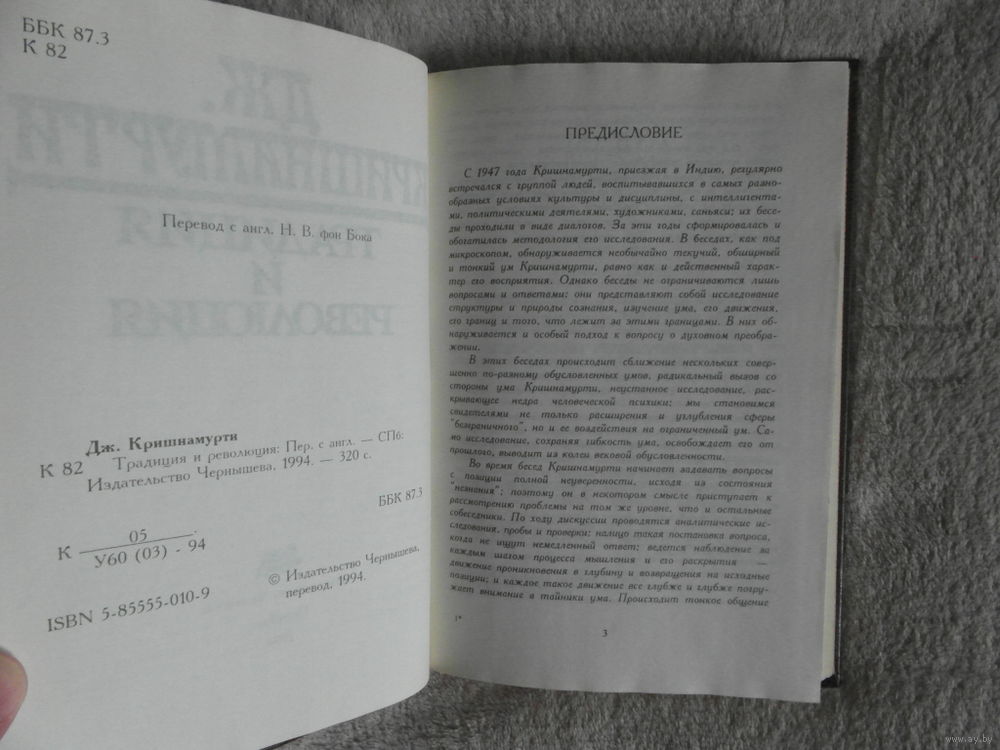 ББК 87.3
К 82
ДЖ.
КРИШНАМУРТИ
ТРАДИЦИЯ
И
РЕВОЛЮЦИЯ
Перевод с англ. Н. В. фон Бока
Дж. Кришнамурти
К 82 Традиция и революция: Пер. с англ. — СПб:
Издательство Чернышева, 1994. — 320 с.
ББК 87.3
К 05
У60 (03) - 94
© Издательство Чернышева,
перевод, 1994.
ISBN 5-85555-010-9
ПРЕДИСЛОВИЕ
С 1947 года Кришнамурти, приезжая в Индию, регулярно
встречался с группой людей, воспитывавшихся в самых разно-
образных условиях культуры и дисциплины, с интеллигента-
ми, политическими деятелями, художниками, саньяси; их бесе-
ды проходили в виде диалогов. За эти годы сформировалась и
обогатилась методология его исследования. В беседах, как под
микроскопом, обнаруживается необычайно текучий, обширный
и тонкий ум Кришнамурти, равно как и действенный харак-
тер его восприятия. Однако беседы не ограничиваются лишь
вопросами и ответами: они представляют собой исследование
структуры и природы сознания, изучение ума, его движения,
его границ и того, что лежит за этими границами. В них об-
наруживается и особый подход к вопросу о духовном преобра-
жении.
В этих беседах происходит сближение нескольких совер-
шенно по-разному обусловленных умов, радикальный вызов со
стороны ума Кришнамурти, неустанное исследование, рас-
крывающее недра человеческой психики; мы становимся
свидетелями не только расширения и углубления сферы
"безграничного", но и ее воздействия на ограниченный ум. Са-
мо исследование, сохраняя гибкость ума, освобождает его от
прошлого, выводит из колеи вековой обусловленности.
Во время бесед Кришнамурти начинает задавать вопросы
с позиции полной неуверенности, исходя из состояния
"незнания"; поэтому он в некотором смысле приступает к
рассмотрению проблемы на том же уровне, что и остальные
собеседники. По ходу дискуссии проводятся аналитические ис-
следования, пробы и проверки; налицо такая постановка вопроса,
когда не ищут немедленный ответ; ведется наблюдение за
каждым шагом процесса мышления и его раскрытия —
движение проникновения в глубину и возвращения на исходные
позиции; и каждое такое движение все глубже и глубже погру-
жает внимание в тайники ума. Происходит тонкое общение
1*
3
www.ay.by